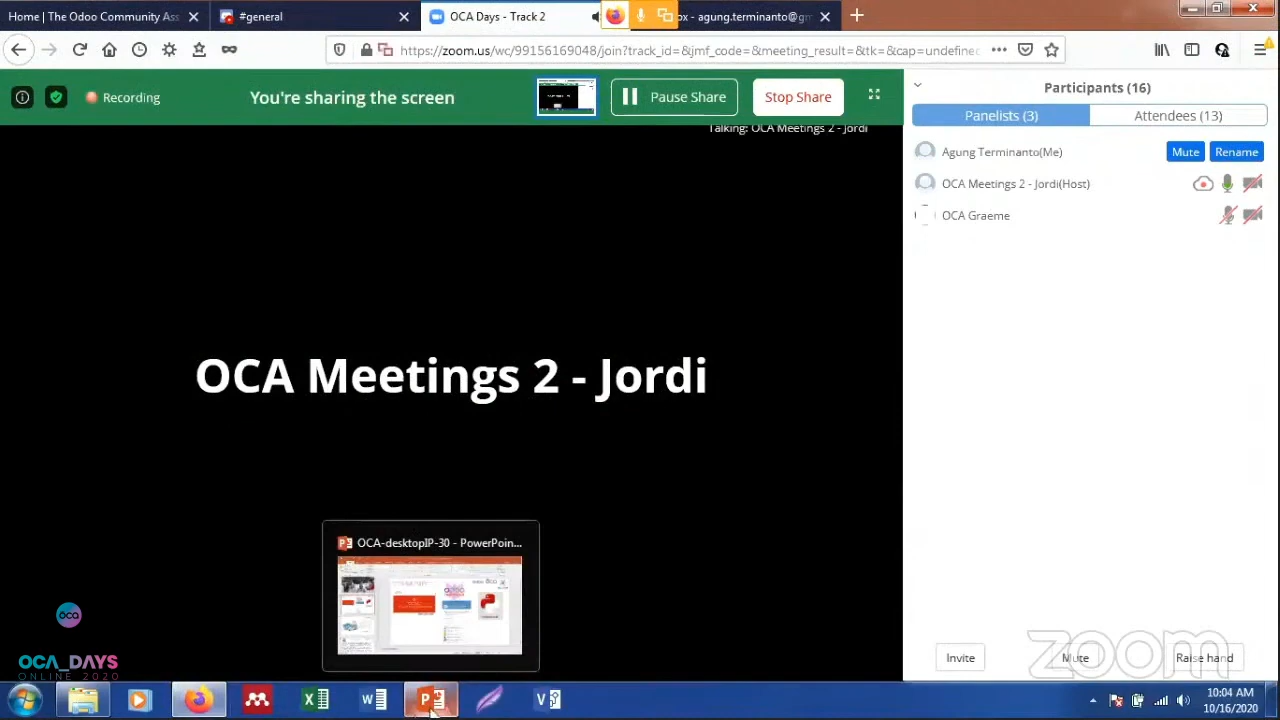 Home | The Odoo Community Ass
#general
OCA Days - Track 2
ox - agung.terminanto@gm
https://zoom.us/wc/99156169048/join?track_id=&jmf_code=&meeting_result=&tk=&cap=undefined
Recording
You're sharing the screen
Pause Share
Stop Share
Talking: OCA Meetings 2 - Jordi
Participants (16)
Panelists (3)
Attendees (13)
Agung Terminanto(Me)
Mute
Rename
OCA Meetings 2 - Jordi(Host)
OCA Graeme
OCA Meetings 2 - Jordi
OCA-desktopIP-30 - PowerPoin...
oca
OCA_DAYS
ONLINE 2020
Invite
Mute
Raise hand
zoom
10:04 AM
10/16/2020